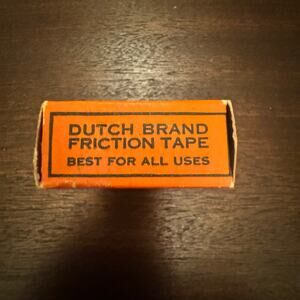 DUTCH BRAND
FRICTION TAPE
BEST FOR ALL USES